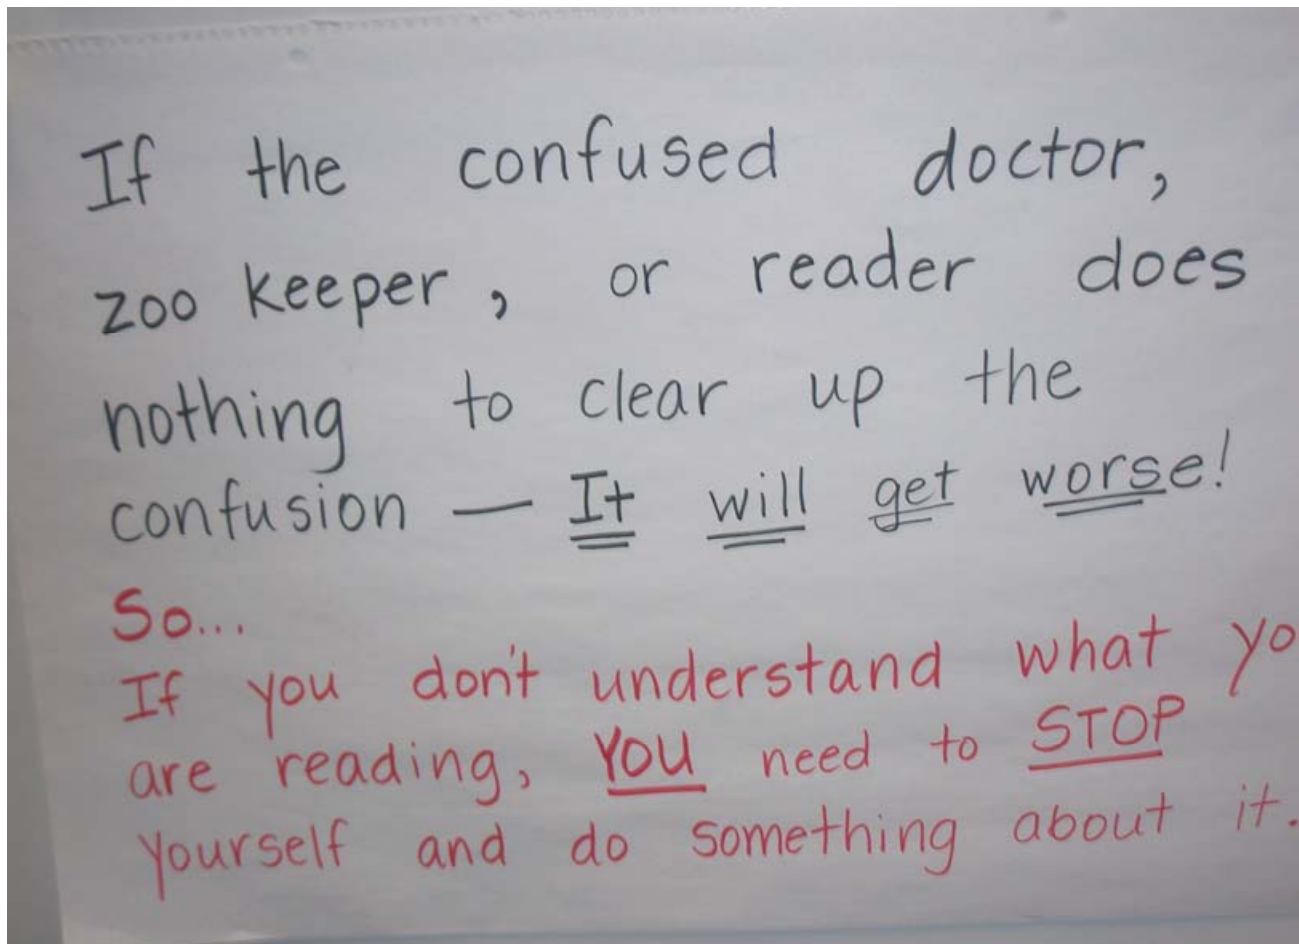 If the confused doctor,
zoo keeper, or reader does
nothing to clear up the
confusion — It will get worse!
So...
If you don't understand what yo
are reading, YOU need to STOP
yourself and do something about it.